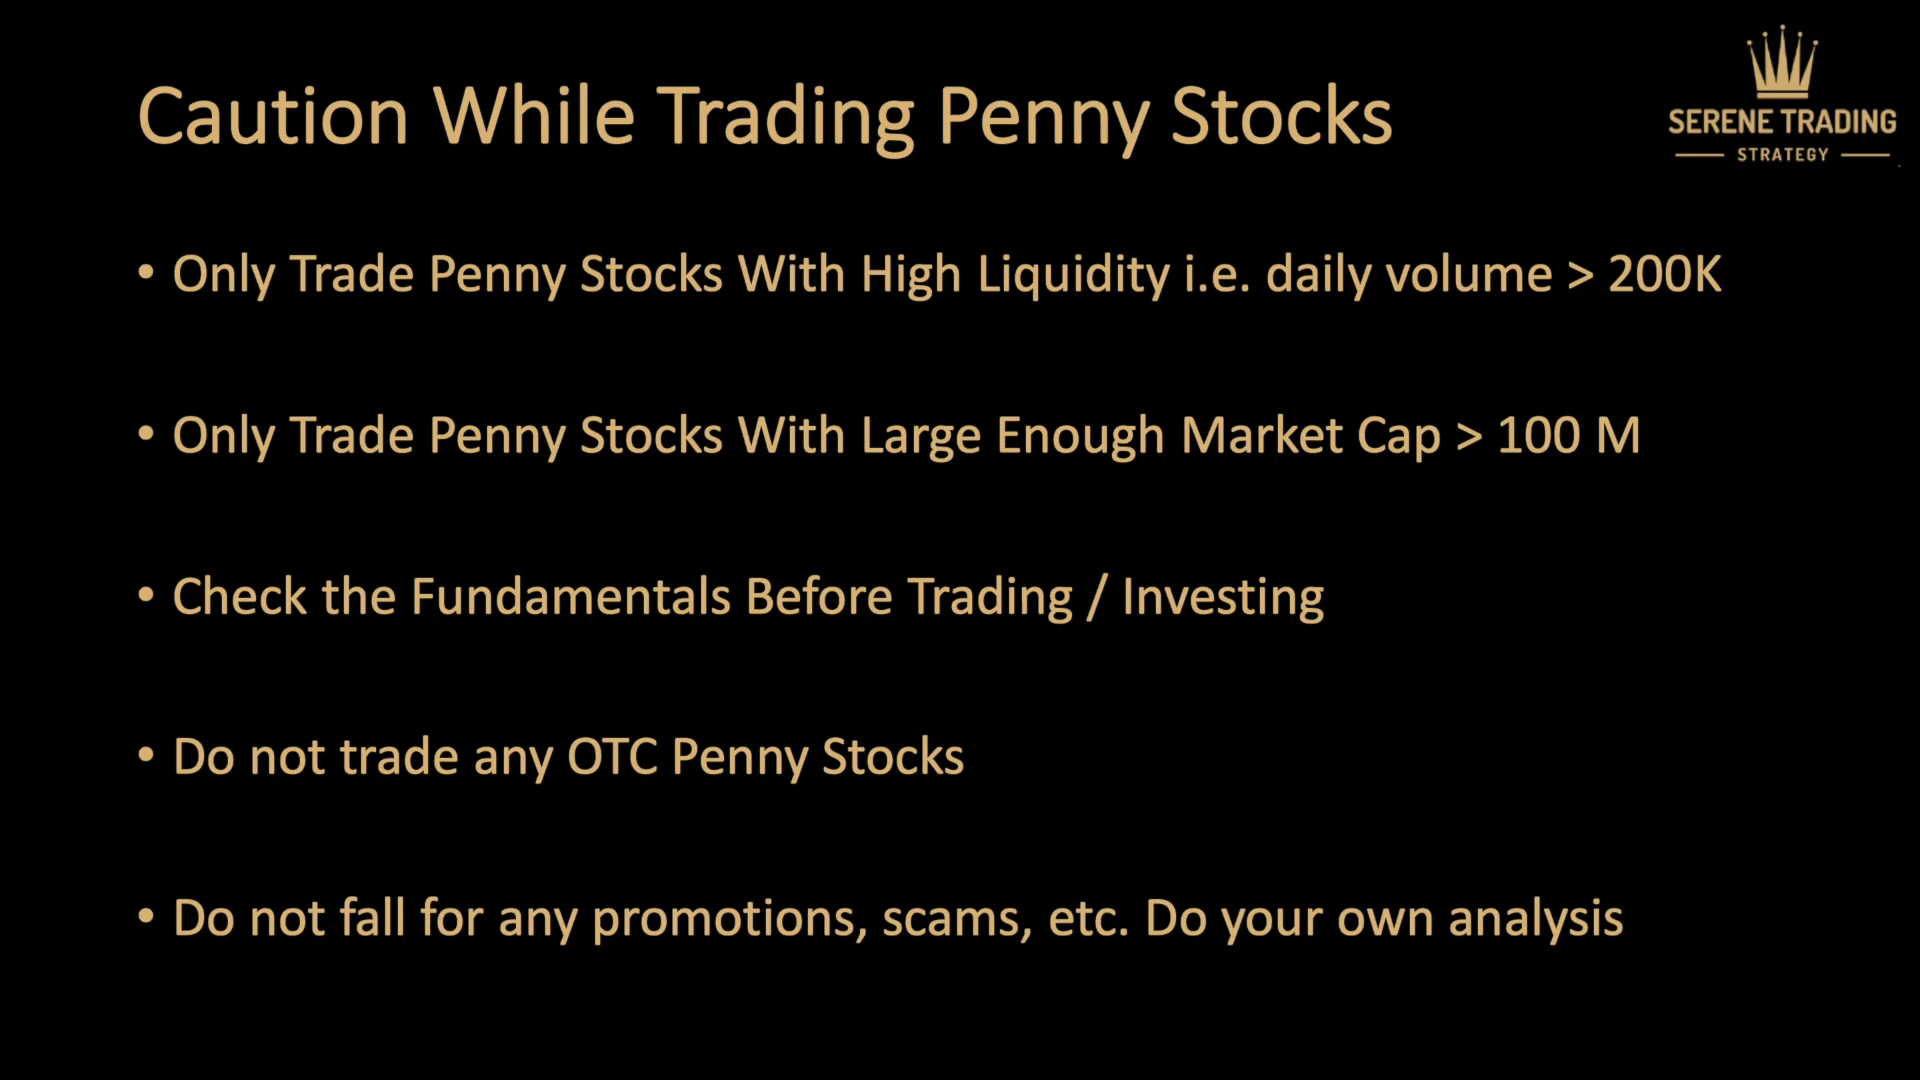 Caution While Trading Penny Stocks
SERENE TRADING
STRATEGY
• Only Trade Penny Stocks With High Liquidity i.e. daily volume > 200K
• Only Trade Penny Stocks With Large Enough Market Cap > 100 M
• Check the Fundamentals Before Trading / Investing
• Do not trade any OTC Penny Stocks
• Do not fall for any promotions, scams, etc. Do your own analysis